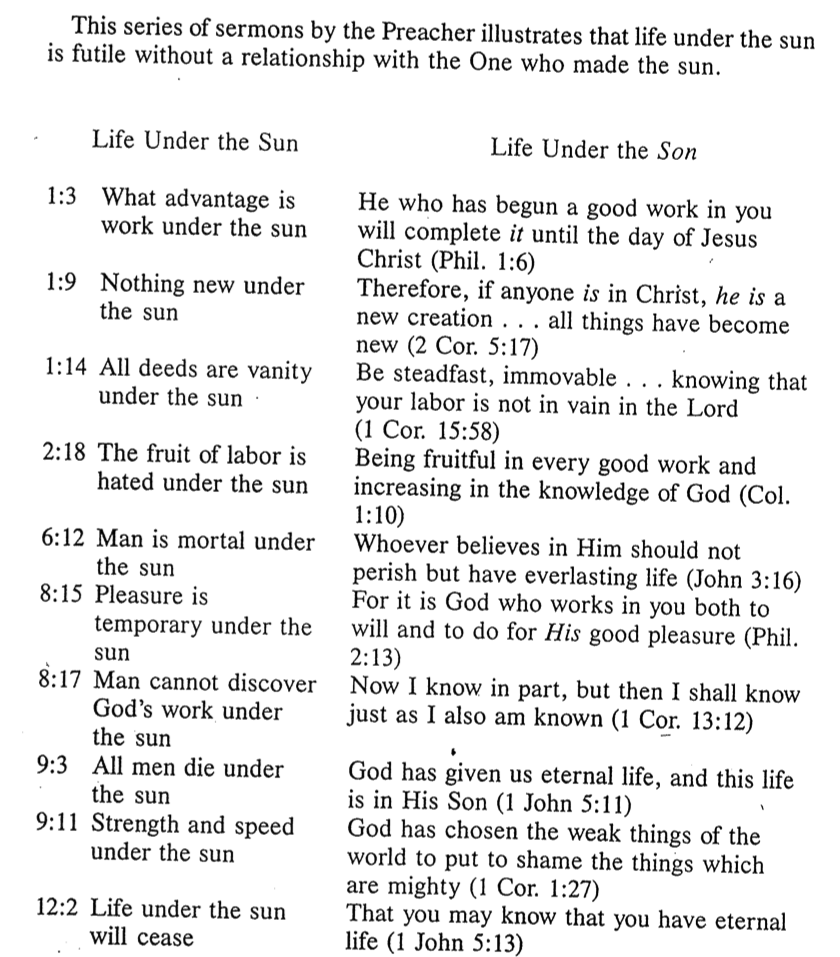 This series of sermons by the Preacher illustrates that life under the sun
is futile without a relationship with the One who made the sun.
Life Under the Sun
Life Under the Son
1:3 What advantage is
work under the sun
He who has begun a good work in you
will complete it until the day of Jesus
Christ (Phil. 1:6)
1:9 Nothing new under
the sun
Therefore, if anyone is in Christ, he is a
new creation . . . all things have become
new (2 Cor. 5:17)
1:14 All deeds are vanity
under the sun
Be steadfast, immovable . . . knowing that
your labor is not in vain in the Lord
(1 Cor. 15:58)
2:18 The fruit of labor is
hated under the sun
Being fruitful in every good work and
increasing in the knowledge of God (Col.
1:10)
6:12 Man is mortal under
the sun
Whoever believes in Him should not
perish but have everlasting life (John 3:16)
8:15 Pleasure is
temporary under the
sun
For it is God who works in you both to
will and to do for His good pleasure (Phil.
2:13)
8:17 Man cannot discover
God's work under
the sun
Now I know in part, but then I shall know
just as I also am known (1 Cor. 13:12)
9:3 All men die under
the sun
God has given us eternal life, and this life
is in His Son (1 John 5:11)
9:11 Strength and speed
under the sun
God has chosen the weak things of the
world to put to shame the things which
are mighty (1 Cor. 1:27)
12:2 Life under the sun
will cease
That you may know that you have eternal
life (1 John 5:13)